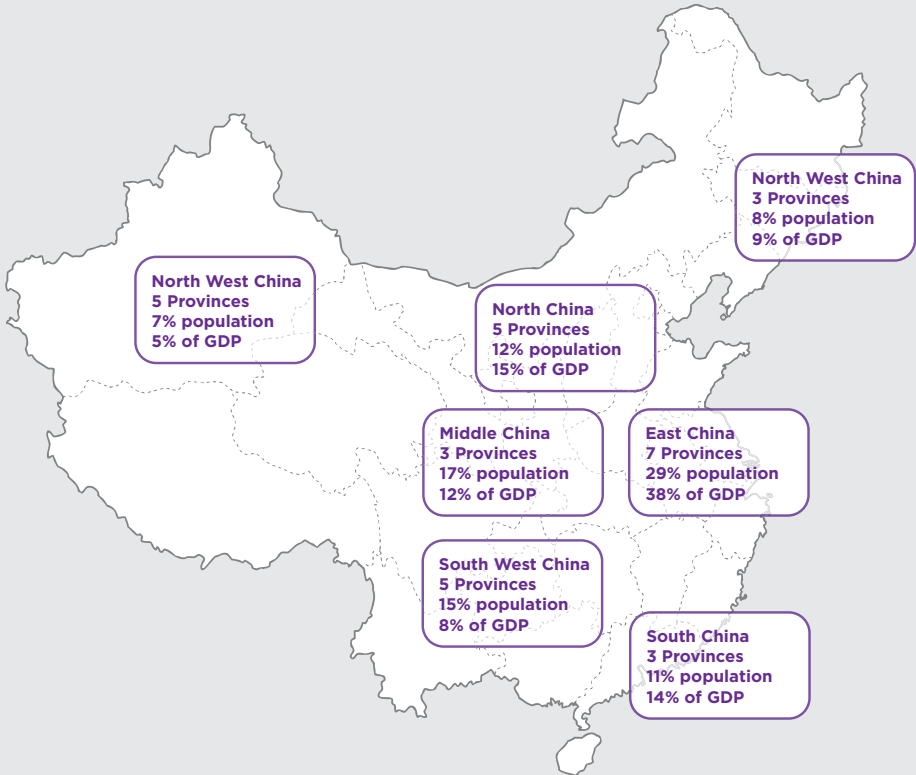 North West China
3 Provinces
8% population
9% of GDP
North West China
5 Provinces
7% population
5% of GDP
North China
5 Provinces
12% population
15% of GDP
Middle China
3 Provinces
17% population
12% of GDP
East China
7 Provinces
29% population
38% of GDP
South West China
5 Provinces
15% population
8% of GDP
South China
3 Provinces
11% population
14% of GDP